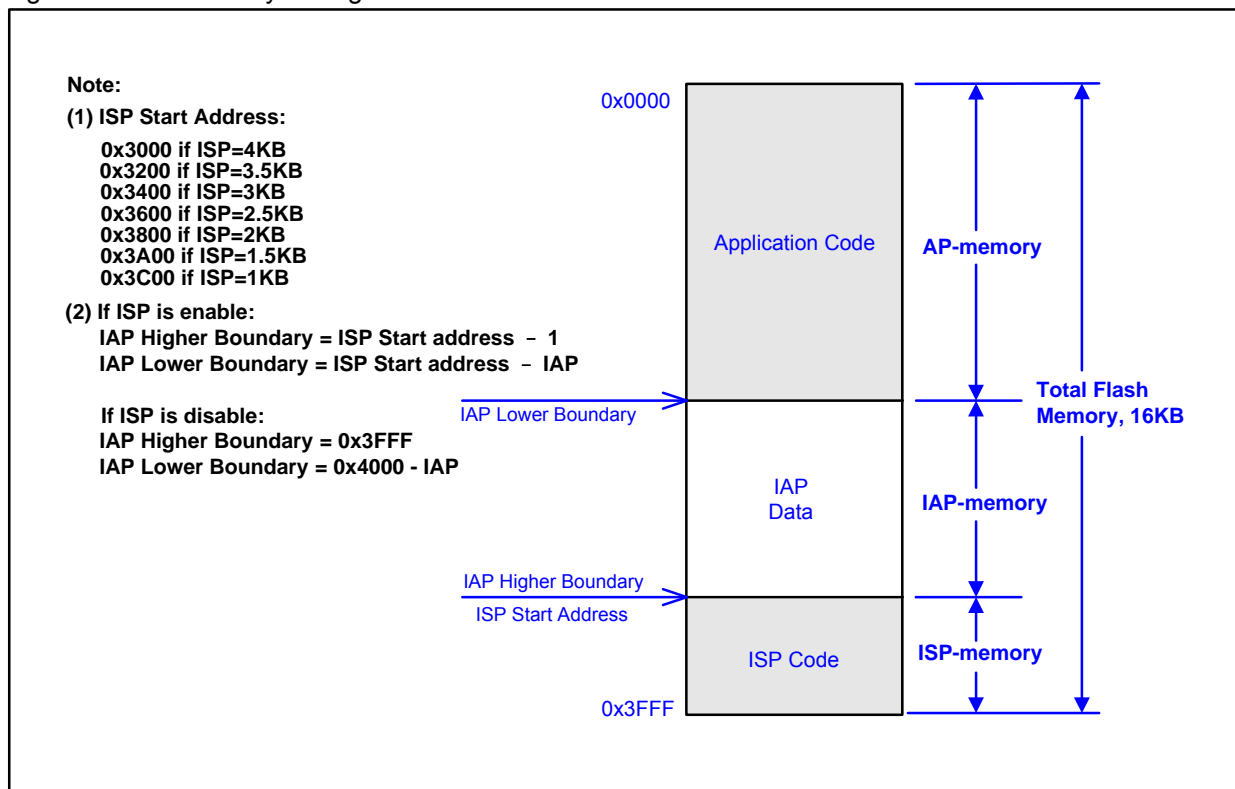 Note:
(1) ISP Start Address:
0x3000 if ISP=4KB
0x3200 if ISP=3.5KB
0x3400 if ISP=3KB
0x3600 if ISP=2.5KB
0x3800 if ISP=2KB
0x3A00 if ISP=1.5KB
0x3C00 if ISP=1KB
(2) If ISP is enable:
IAP Higher Boundary = ISP Start address – 1
IAP Lower Boundary = ISP Start address – IAP
If ISP is disable:
IAP Higher Boundary = 0x3FFF
IAP Lower Boundary = 0x4000 - IAP
0x0000
Application Code
AP-memory
IAP Lower Boundary
Total Flash
Memory, 16KB
IAP
Data
IAP-memory
IAP Higher Boundary
ISP Start Address
ISP Code
ISP-memory
0x3FFF